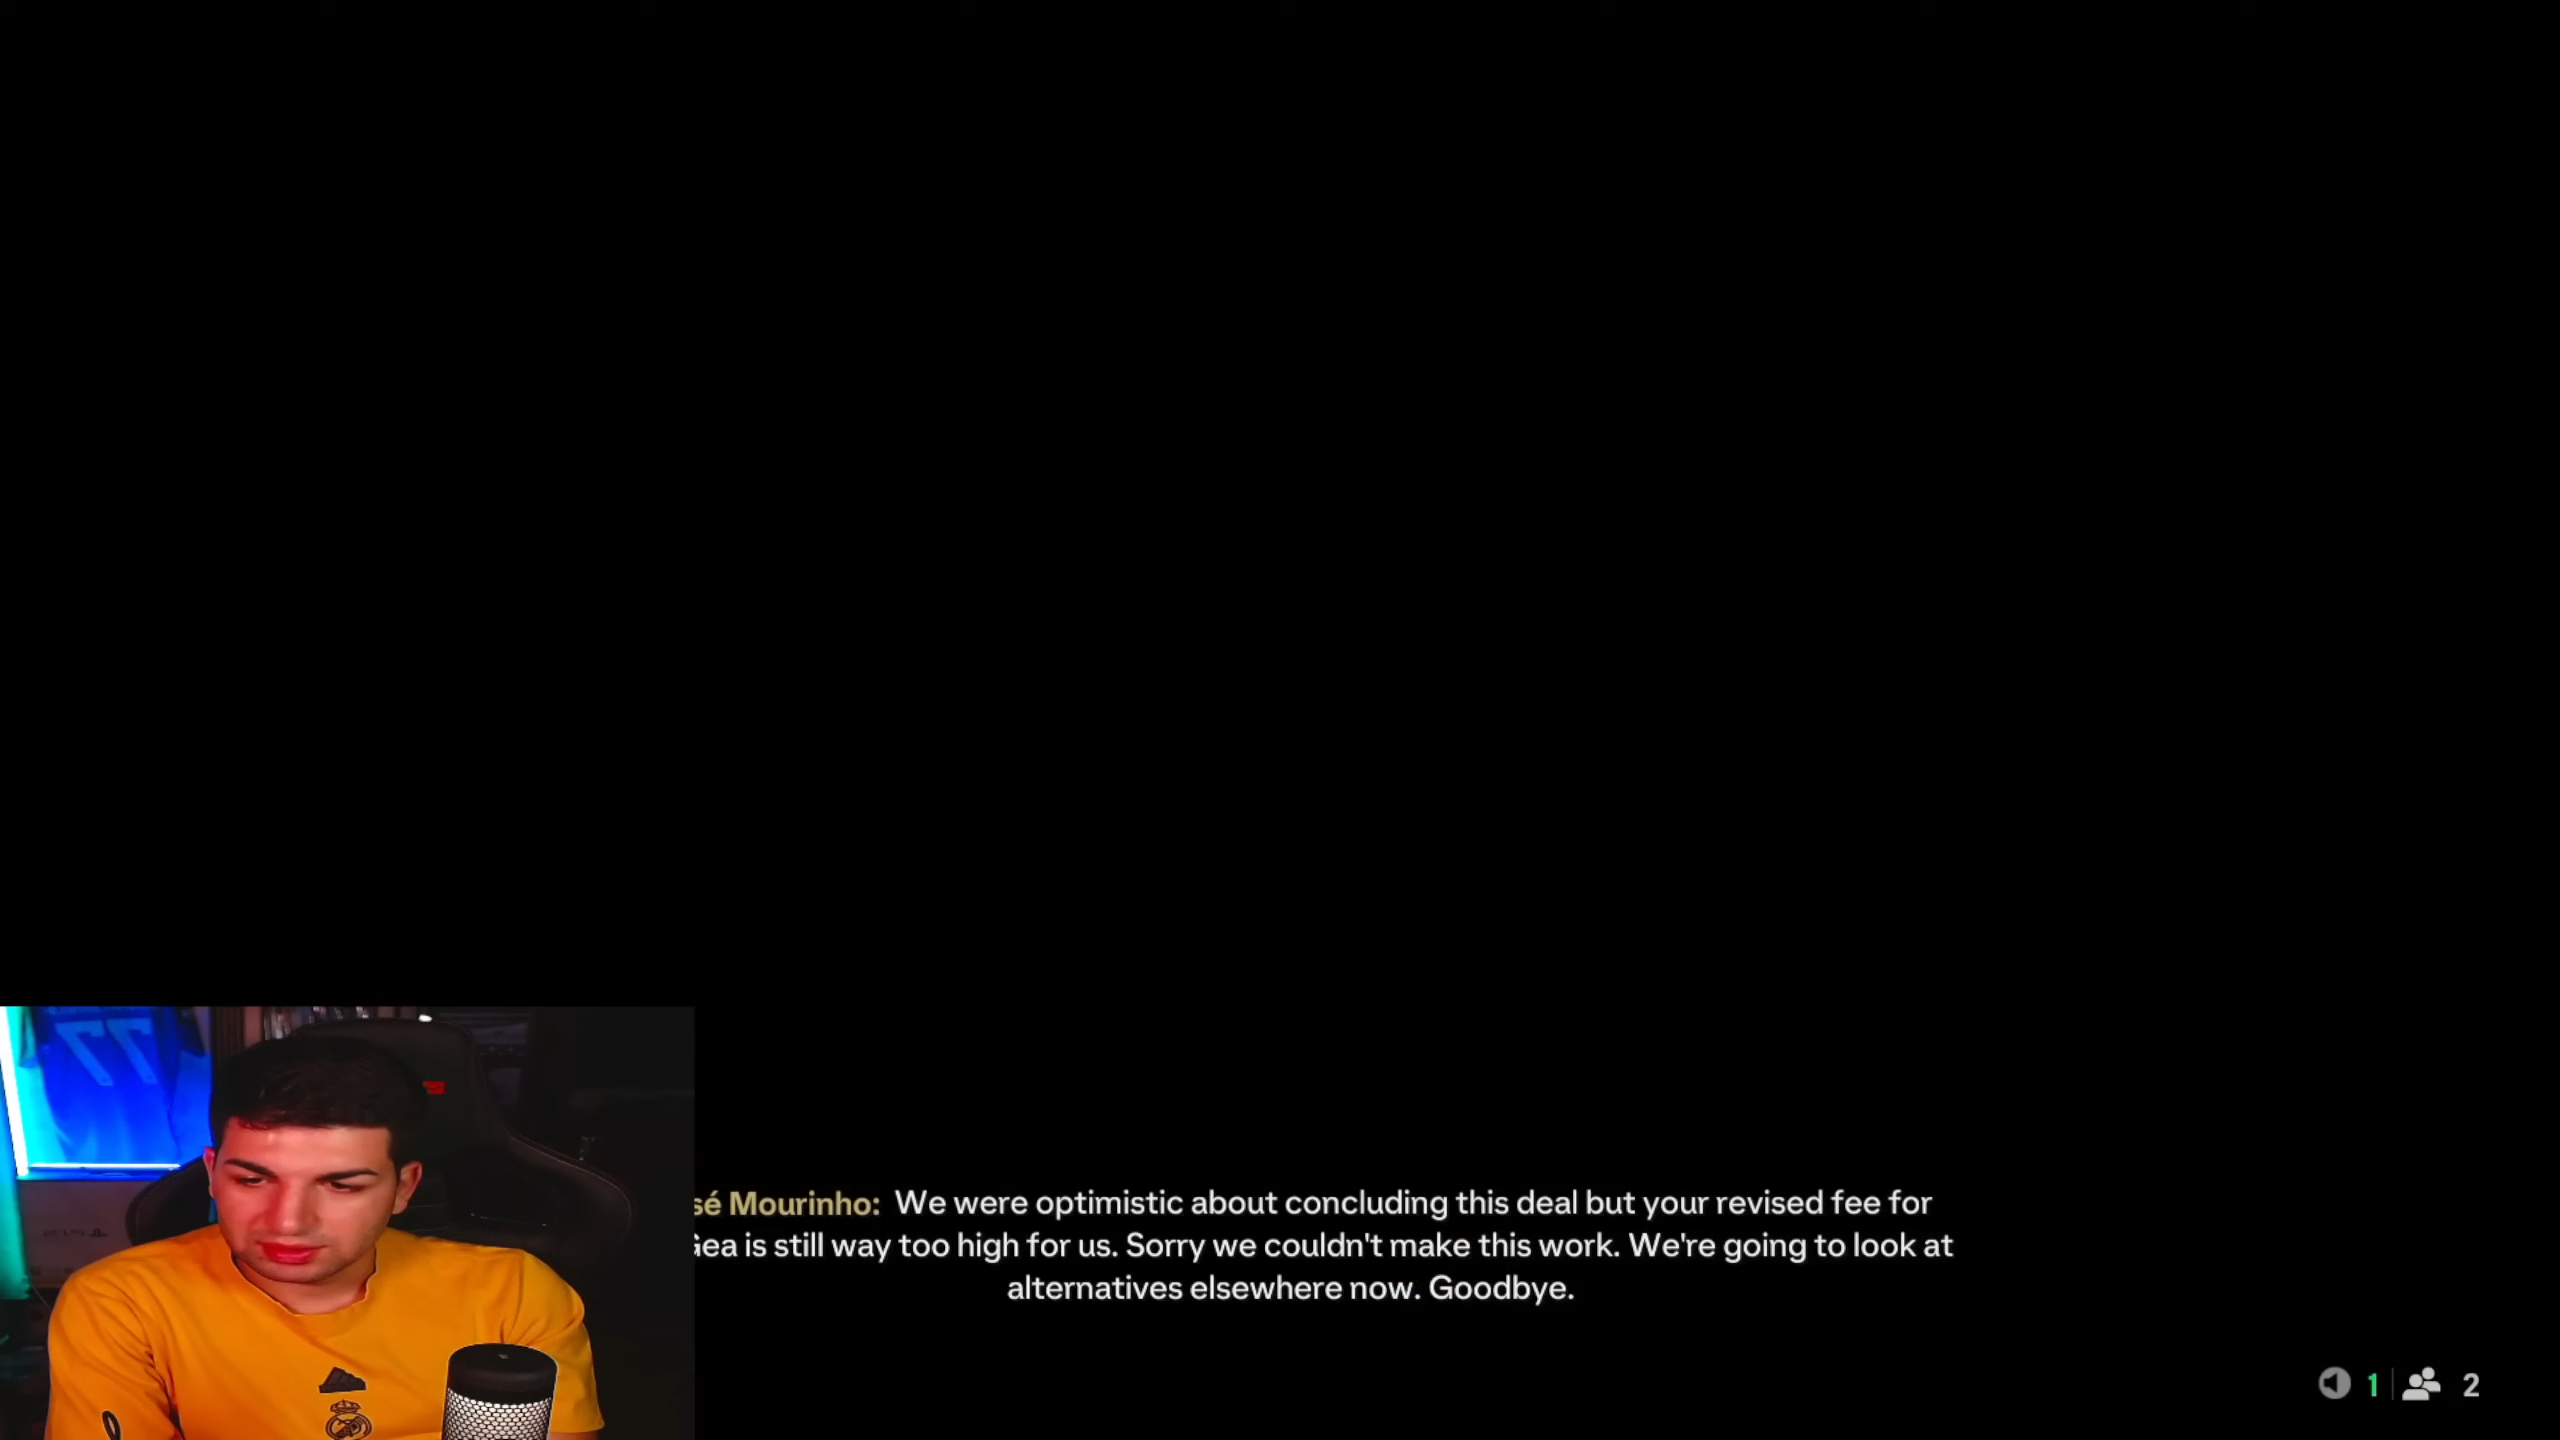 sé Mourinho: We were optimistic about concluding this deal but your revised fee for
Gea is still way too high for us. Sorry we couldn't make this work. We're going to look at
alternatives elsewhere now. Goodbye.
1 2
77